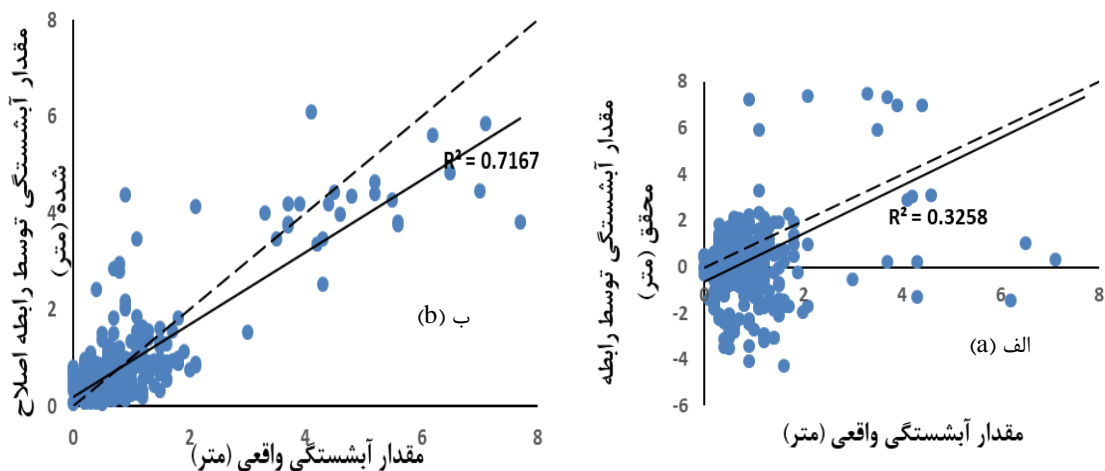 8
6
4
2
0
0
2
4
6
8
مقدار آبشستگی توسط رابطه اصلاح
شده (متر)
R² = 0.7167
ب (b)
مقدار آبشستگی واقعی (متر)
8
6
4
2
0
-2
-4
-6
0
2
4
6
8
مقدار آبشستگی توسط رابطه
محقق (متر)
R² = 0.3258
الف (a)
مقدار آبشستگی واقعی (متر)